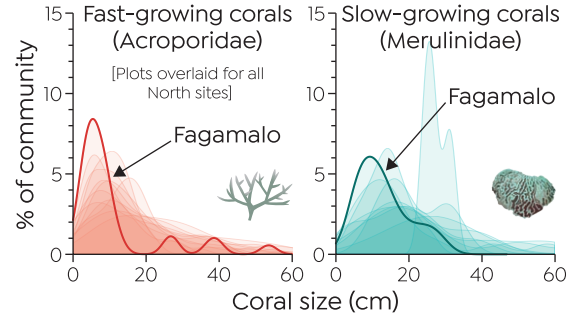 Fast-growing corals
(Acroporidae)
[Plots overlaid for all
North sites]
Fagamalo
% of community
15
10
5
0
0
20
40
60
Slow-growing corals
(Merulinidae)
Fagamalo
15
10
5
0
0
20
40
60
Coral size (cm)